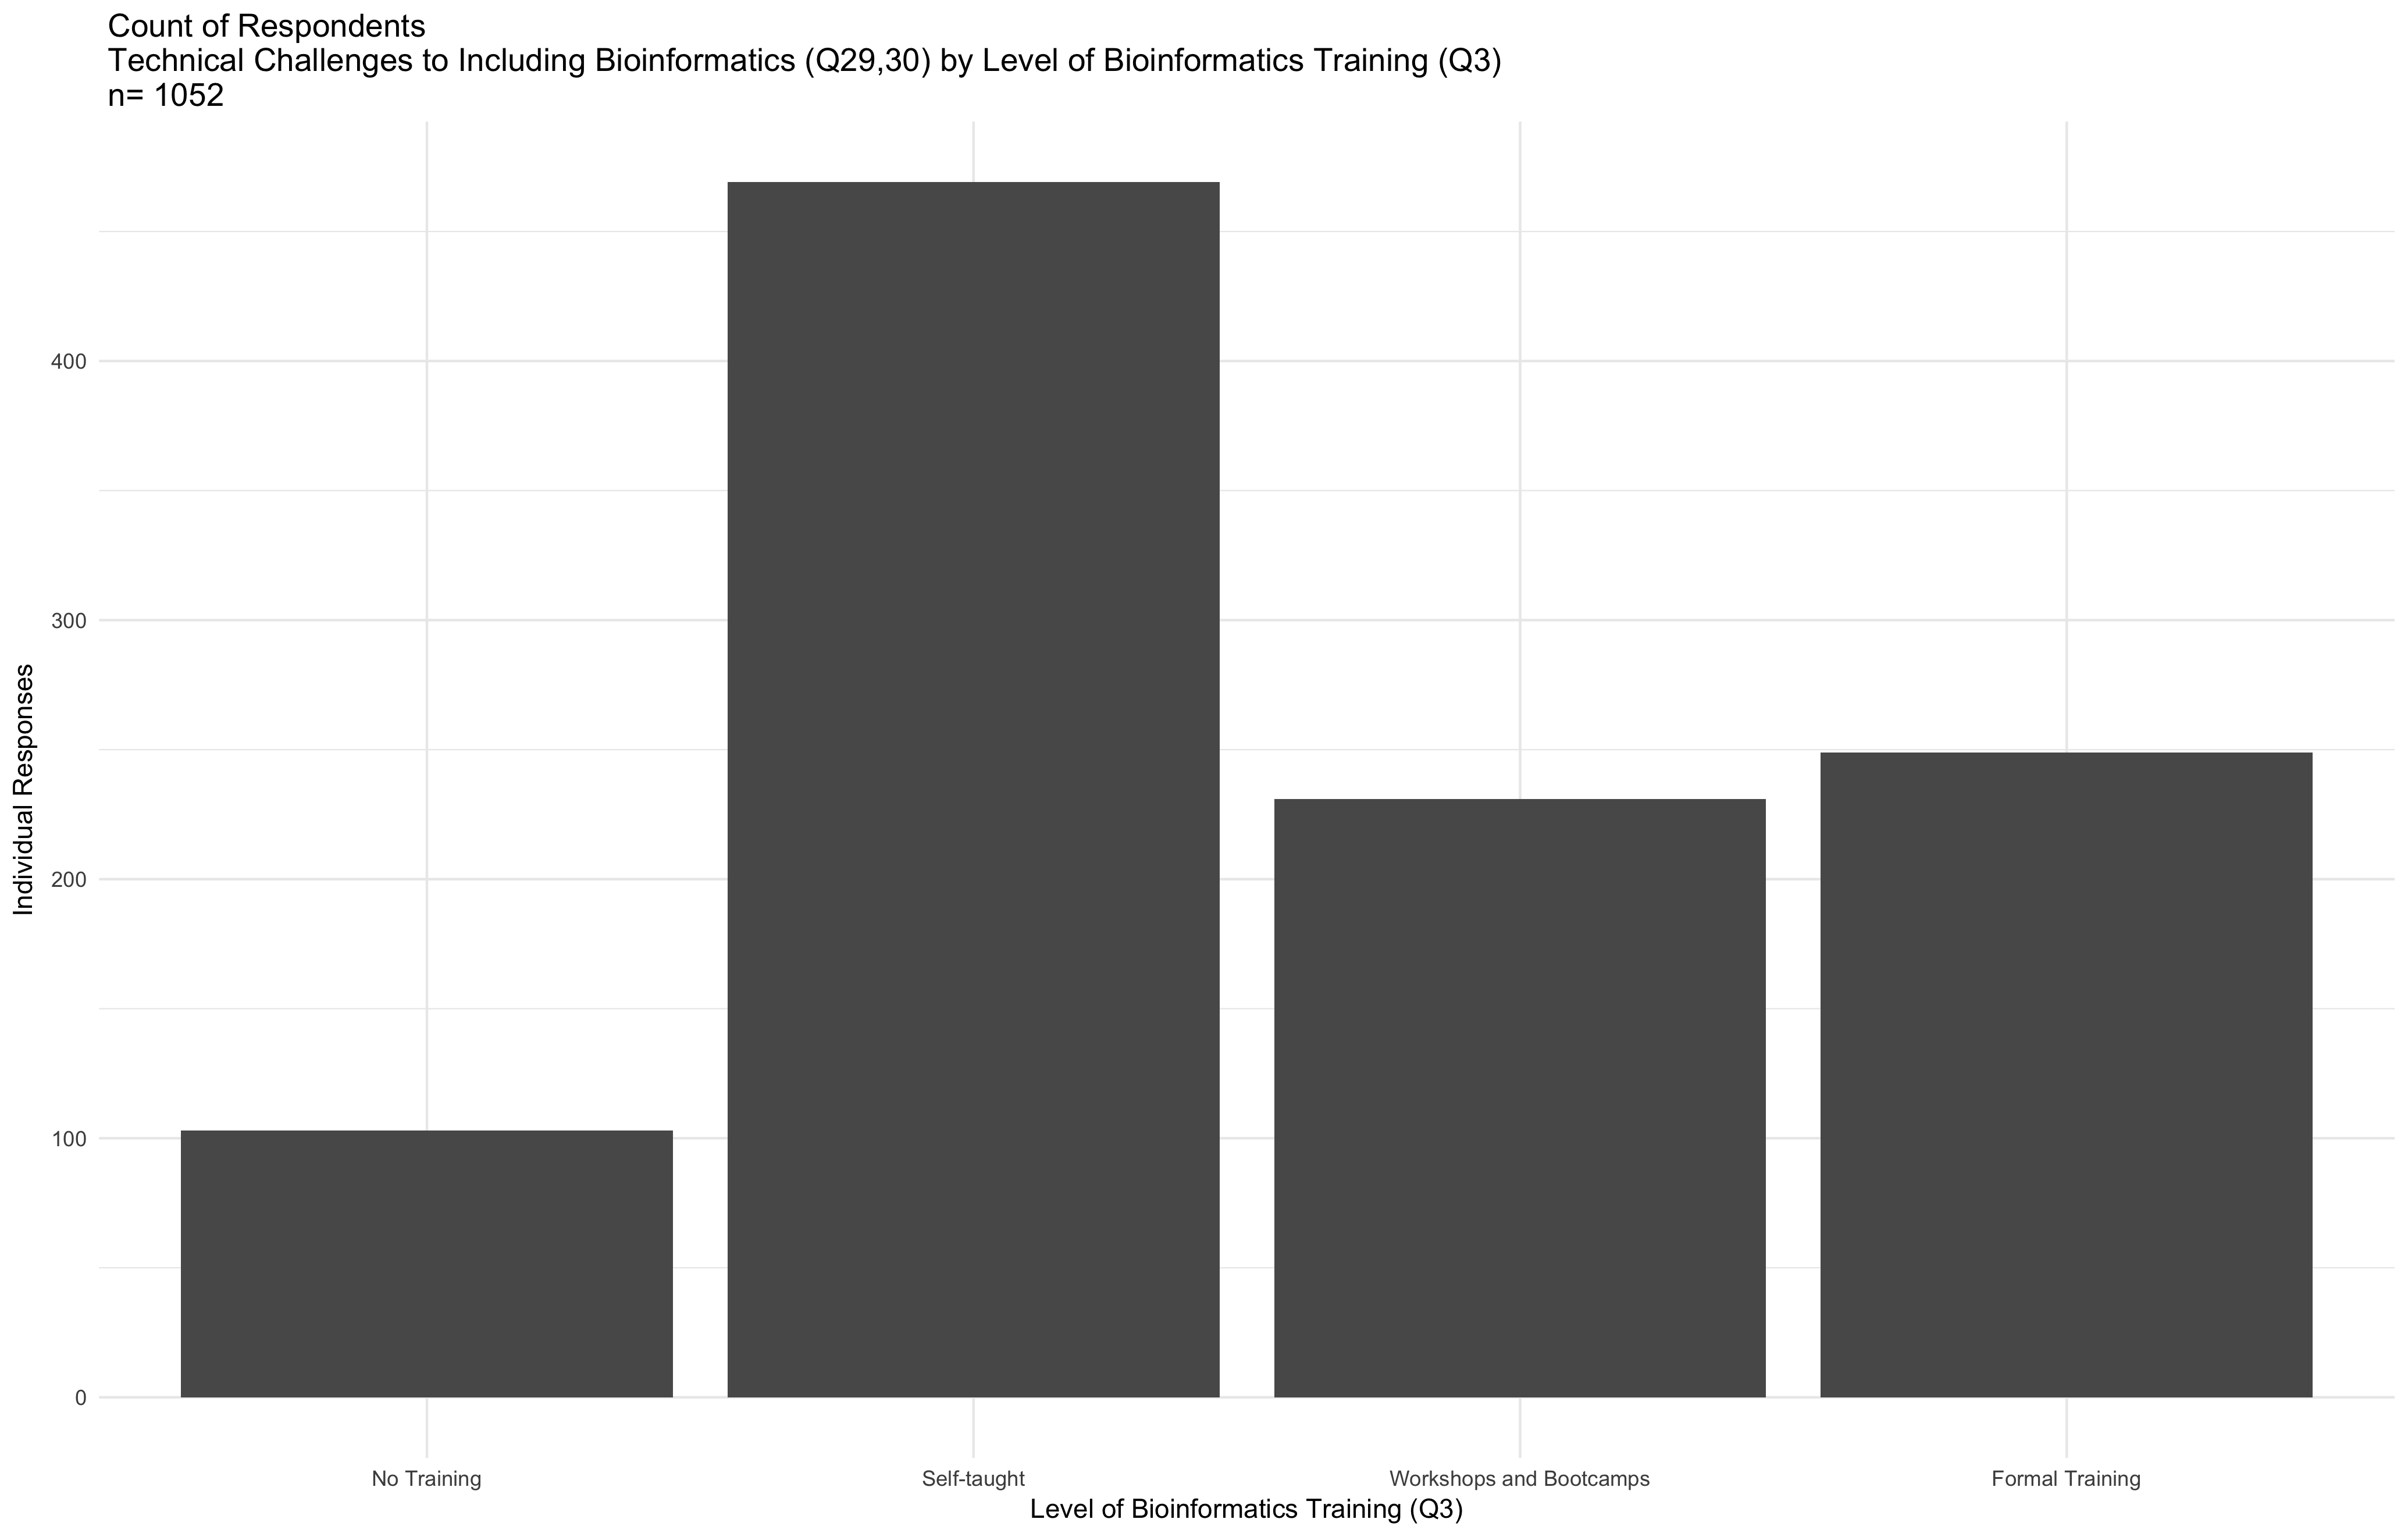 Count of Respondents
Technical Challenges to Including Bioinformatics (Q29,30) by Level of Bioinformatics Training (Q3)
n= 1052
Individual Responses
400
300
200
100
0
No Training
Self-taught
Workshops and Bootcamps
Formal Training
Level of Bioinformatics Training (Q3)